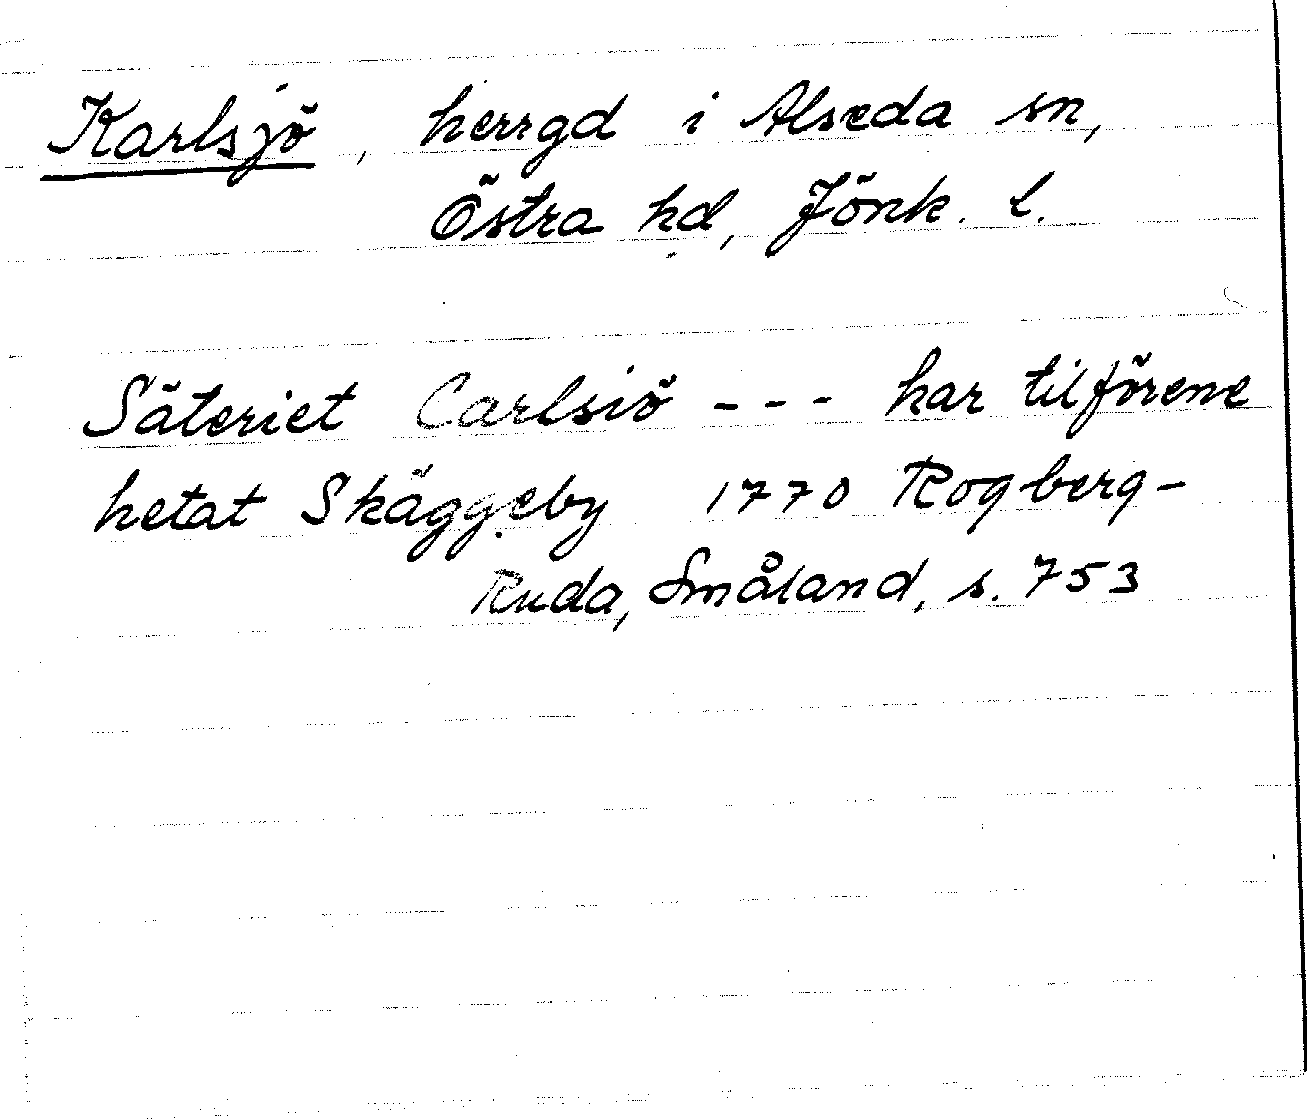 Karlsjö, herrgd i Alseda sn,
Östra hd, Jönk. l.
Säteriet Carlsiö --- har tilförene
hetat Skäggeby 1770 Rogberg-
Ruda, Småland, s. 753